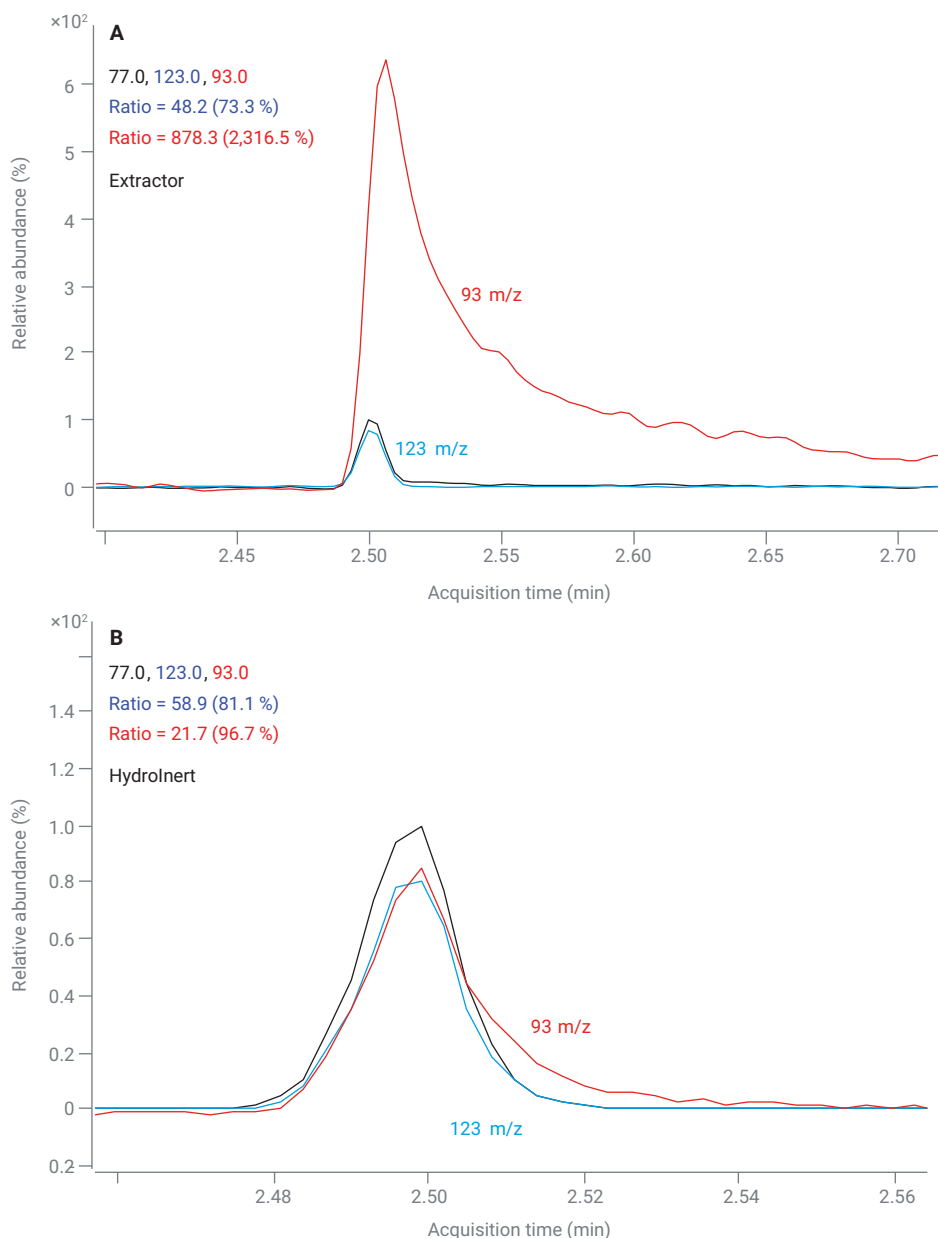 ×10²
A
77.0, 123.0, 93.0
Ratio = 48.2 (73.3 %)
Ratio = 878.3 (2,316.5 %)
Extractor
6
5
4
3
2
1
0
Relative abundance (%)
93 m/z
123 m/z
2.45 2.50 2.55 2.60 2.65 2.70
Acquisition time (min)
×10²
B
77.0, 123.0, 93.0
Ratio = 58.9 (81.1 %)
Ratio = 21.7 (96.7 %)
HydroInert
1.4
1.2
1.0
0.8
0.6
0.4
0.2
0
0.2
Relative abundance (%)
93 m/z
123 m/z
2.48 2.50 2.52 2.54 2.56
Acquisition time (min)